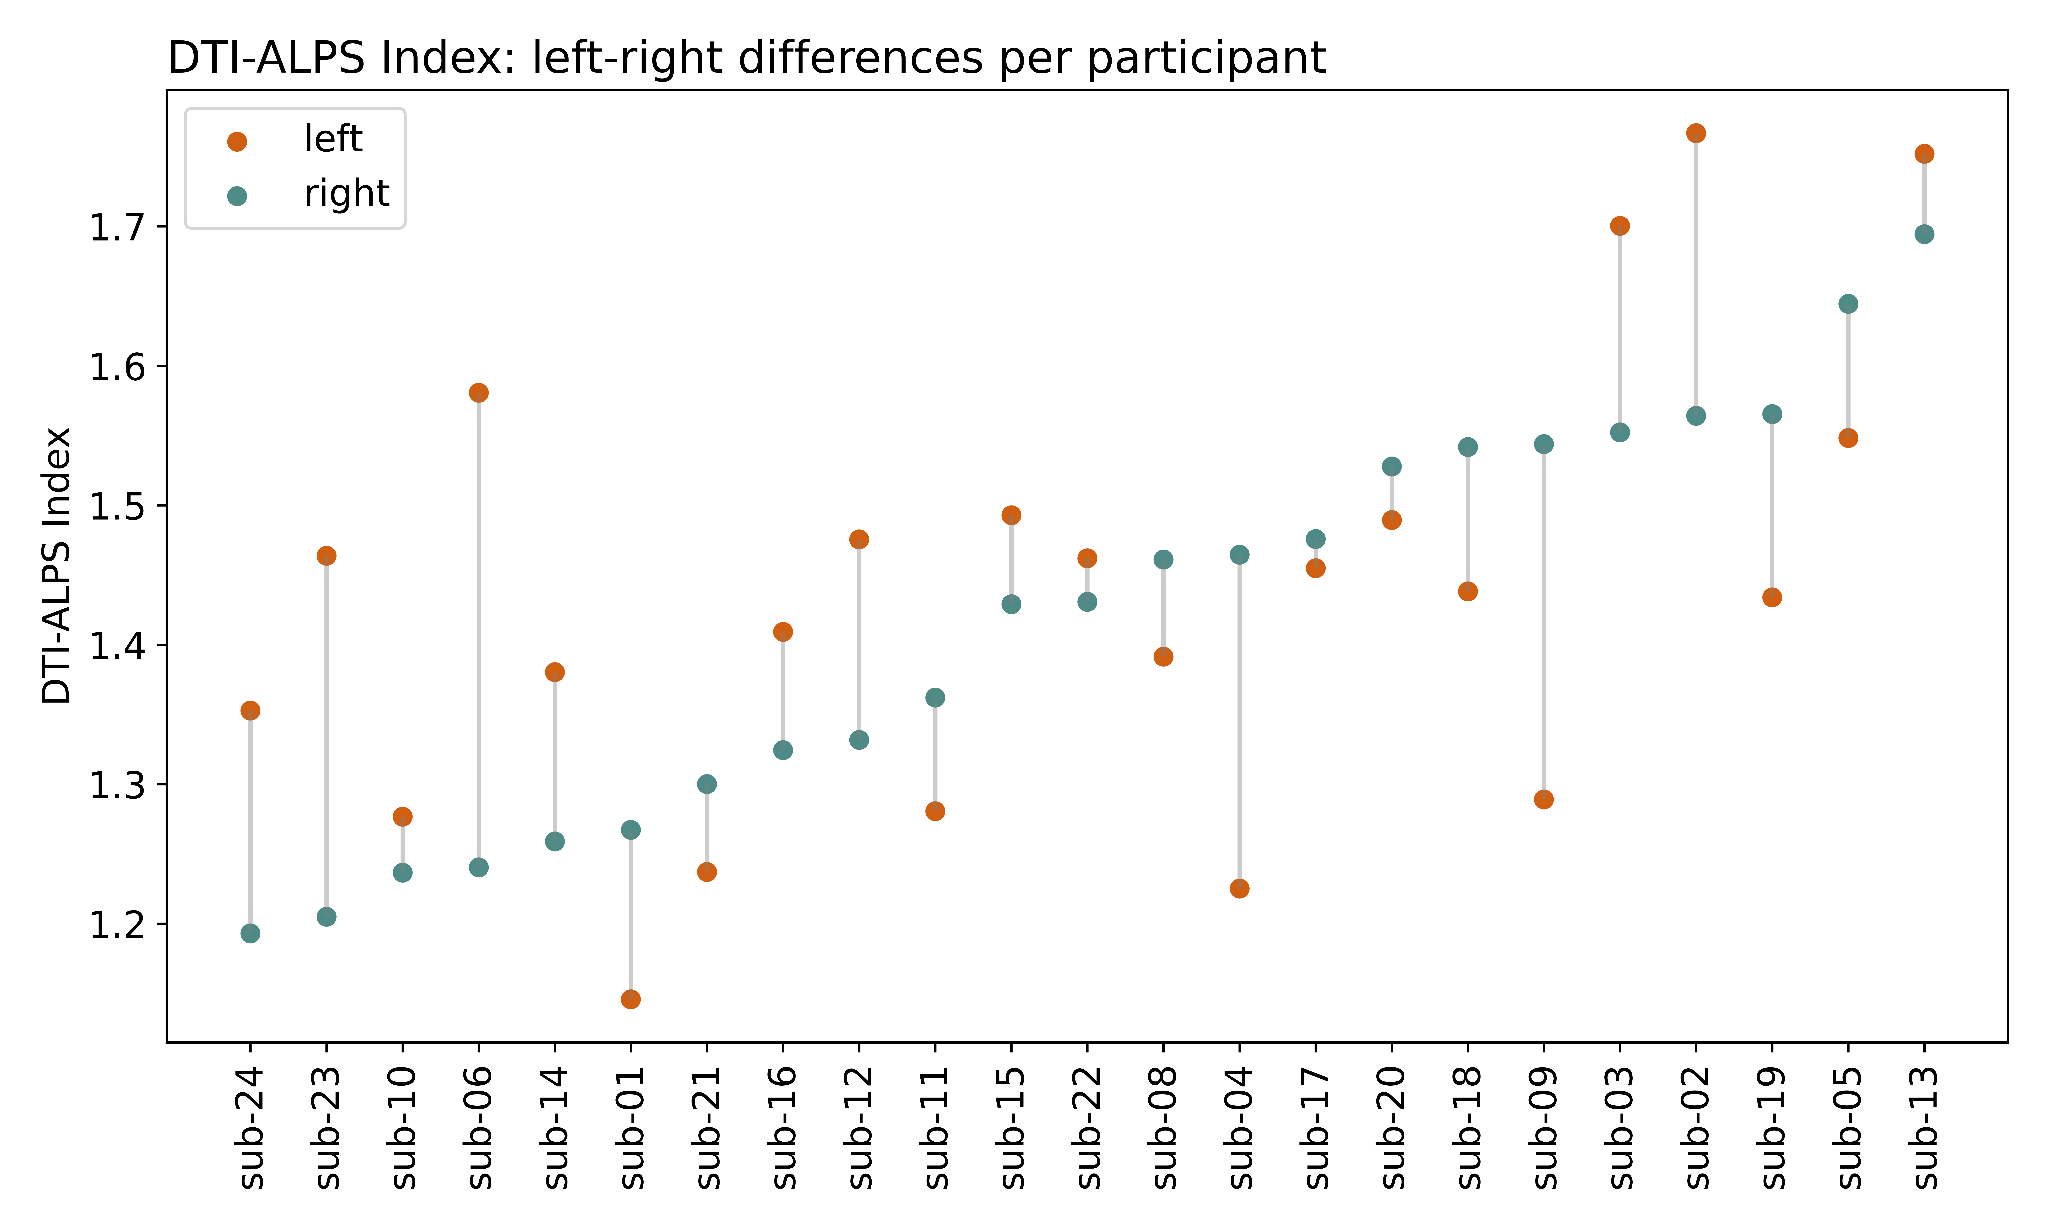 DTI-ALPS Index: left-right differences per participant
left
right
DTI-ALPS Index
1.7
1.6
1.5
1.4
1.3
1.2
sub-24
sub-23
sub-10
sub-06
sub-14
sub-01
sub-21
sub-16
sub-12
sub-11
sub-15
sub-22
sub-08
sub-04
sub-17
sub-20
sub-18
sub-09
sub-03
sub-02
sub-19
sub-05
sub-13